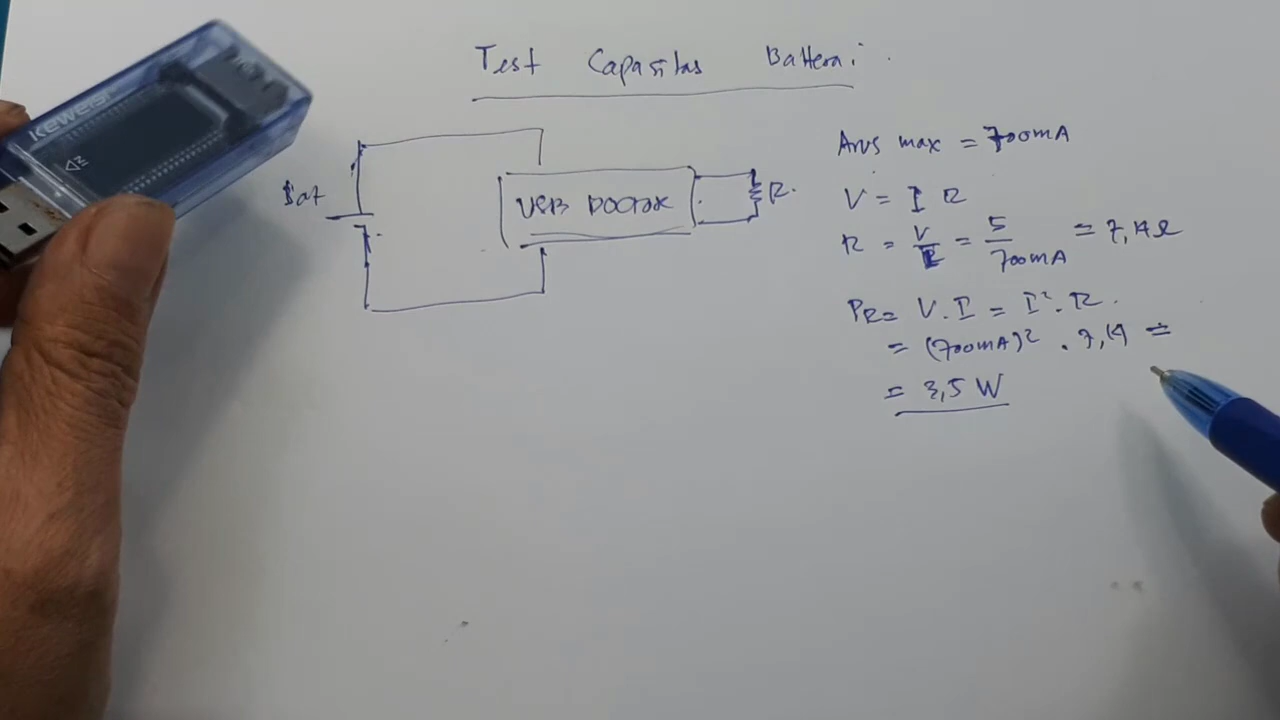 Test Capasitas Batterai
KEWEISI
IN
Bat
USB DOCTOR
R.
Arus max = 700mA
V = I R
R = V/I = 5/700mA = 7,14Ω
PR = V.I = I². R.
= (700mA)² . 7,14 =
= 3,5 W